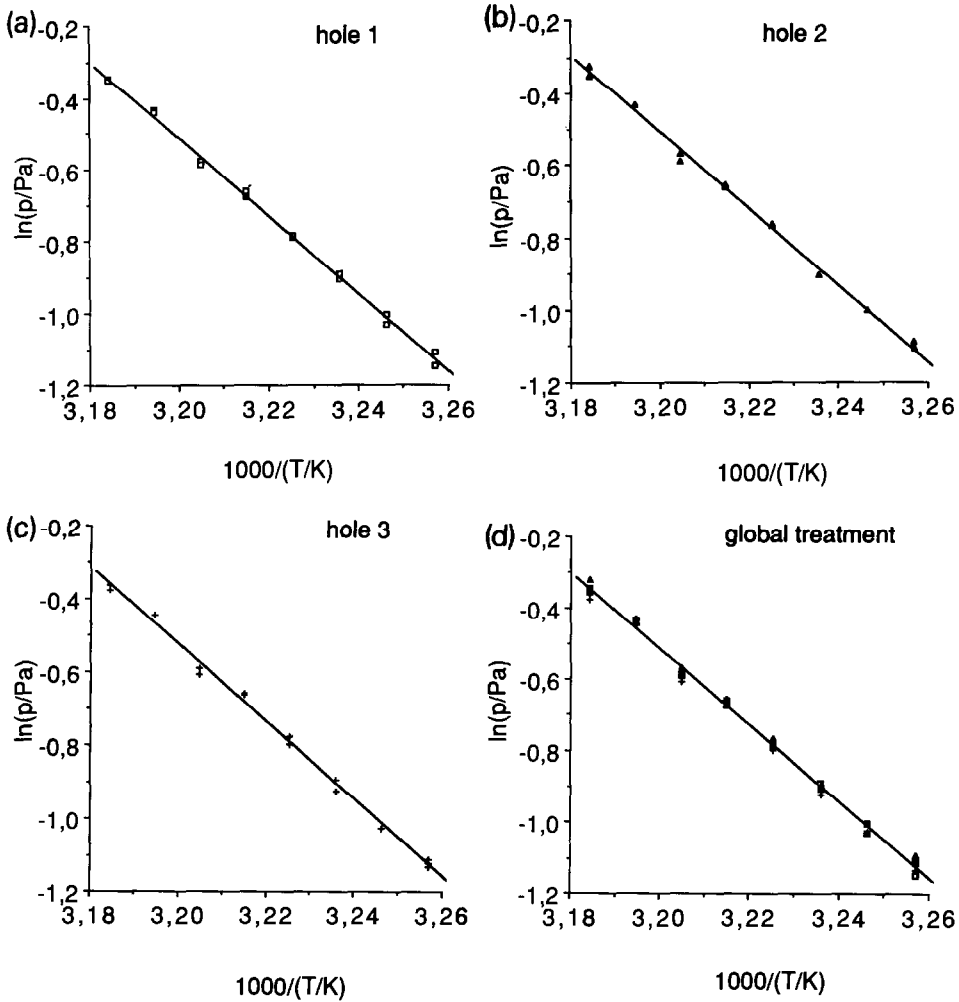 (a)
hole 1
-0,2
-0,4
-0,6
-0,8
-1,0
-1,2
ln(p/Pa)
3,18 3,20 3,22 3,24 3,26
1000/(T/K)
(b)
hole 2
-0,2
-0,4
-0,6
-0,8
-1,0
-1,2
ln(p/Pa)
3,18 3,20 3,22 3,24 3,26
1000/(T/K)
(c)
hole 3
-0,2
-0,4
-0,6
-0,8
-1,0
-1,2
ln(p/Pa)
3,18 3,20 3,22 3,24 3,26
1000/(T/K)
(d)
global treatment
-0,2
-0,4
-0,6
-0,8
-1,0
-1,2
ln(p/Pa)
3,18 3,20 3,22 3,24 3,26
1000/(T/K)